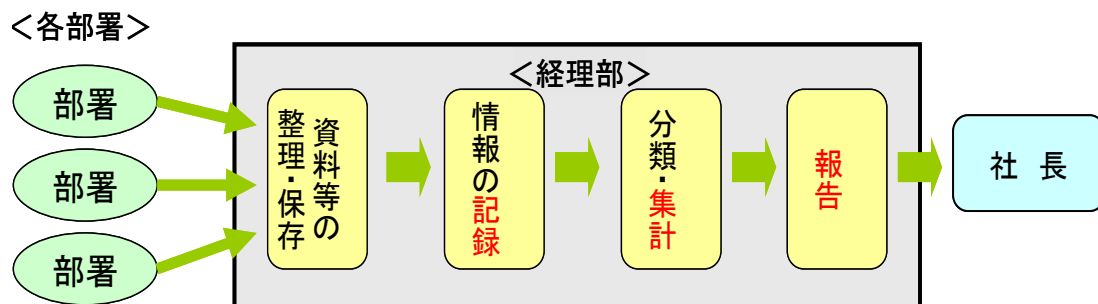 ＜各部署＞
＜経理部＞
部署
部署
部署
資料等の
整理・保存
情報の記録
分類・集計
報告
社 長